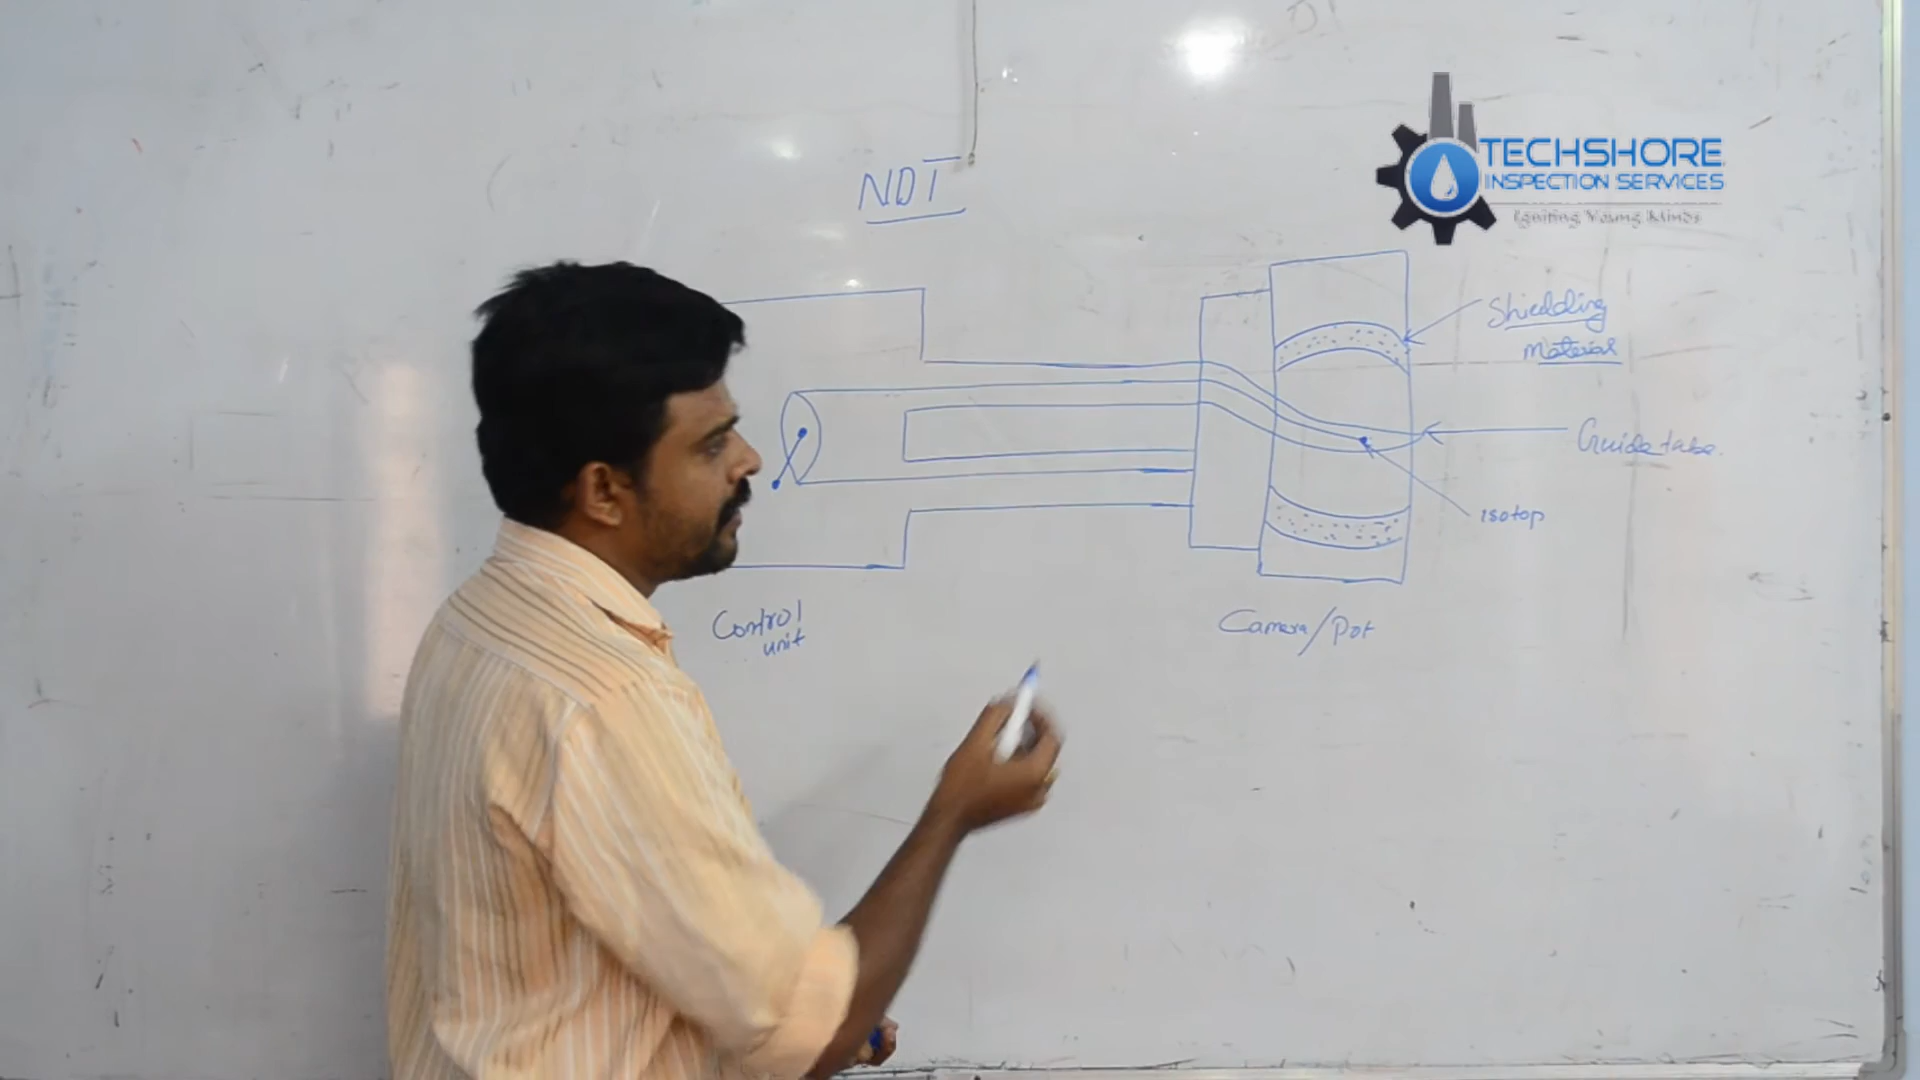 NDT
TECHSHORE
INSPECTION SERVICES
Igniting Young Minds
Shielding
Material
Guide tube.
isotop
Control
unit
Camera/Pot